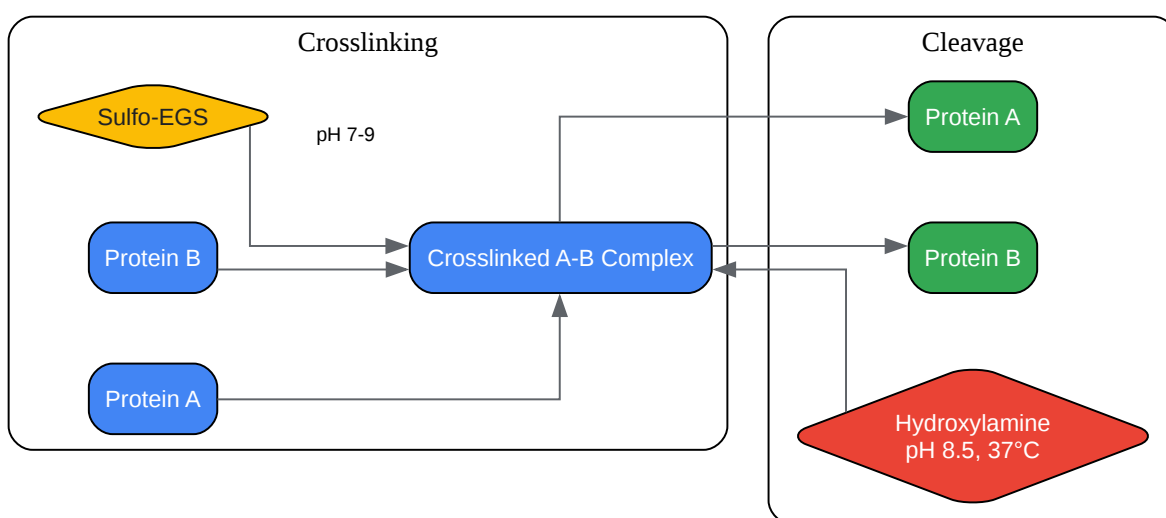 Crosslinking
Sulfo-EGS
pH 7-9
Protein B
Crosslinked A-B Complex
Protein A
Cleavage
Protein A
Protein B
Hydroxylamine
pH 8.5, 37°C